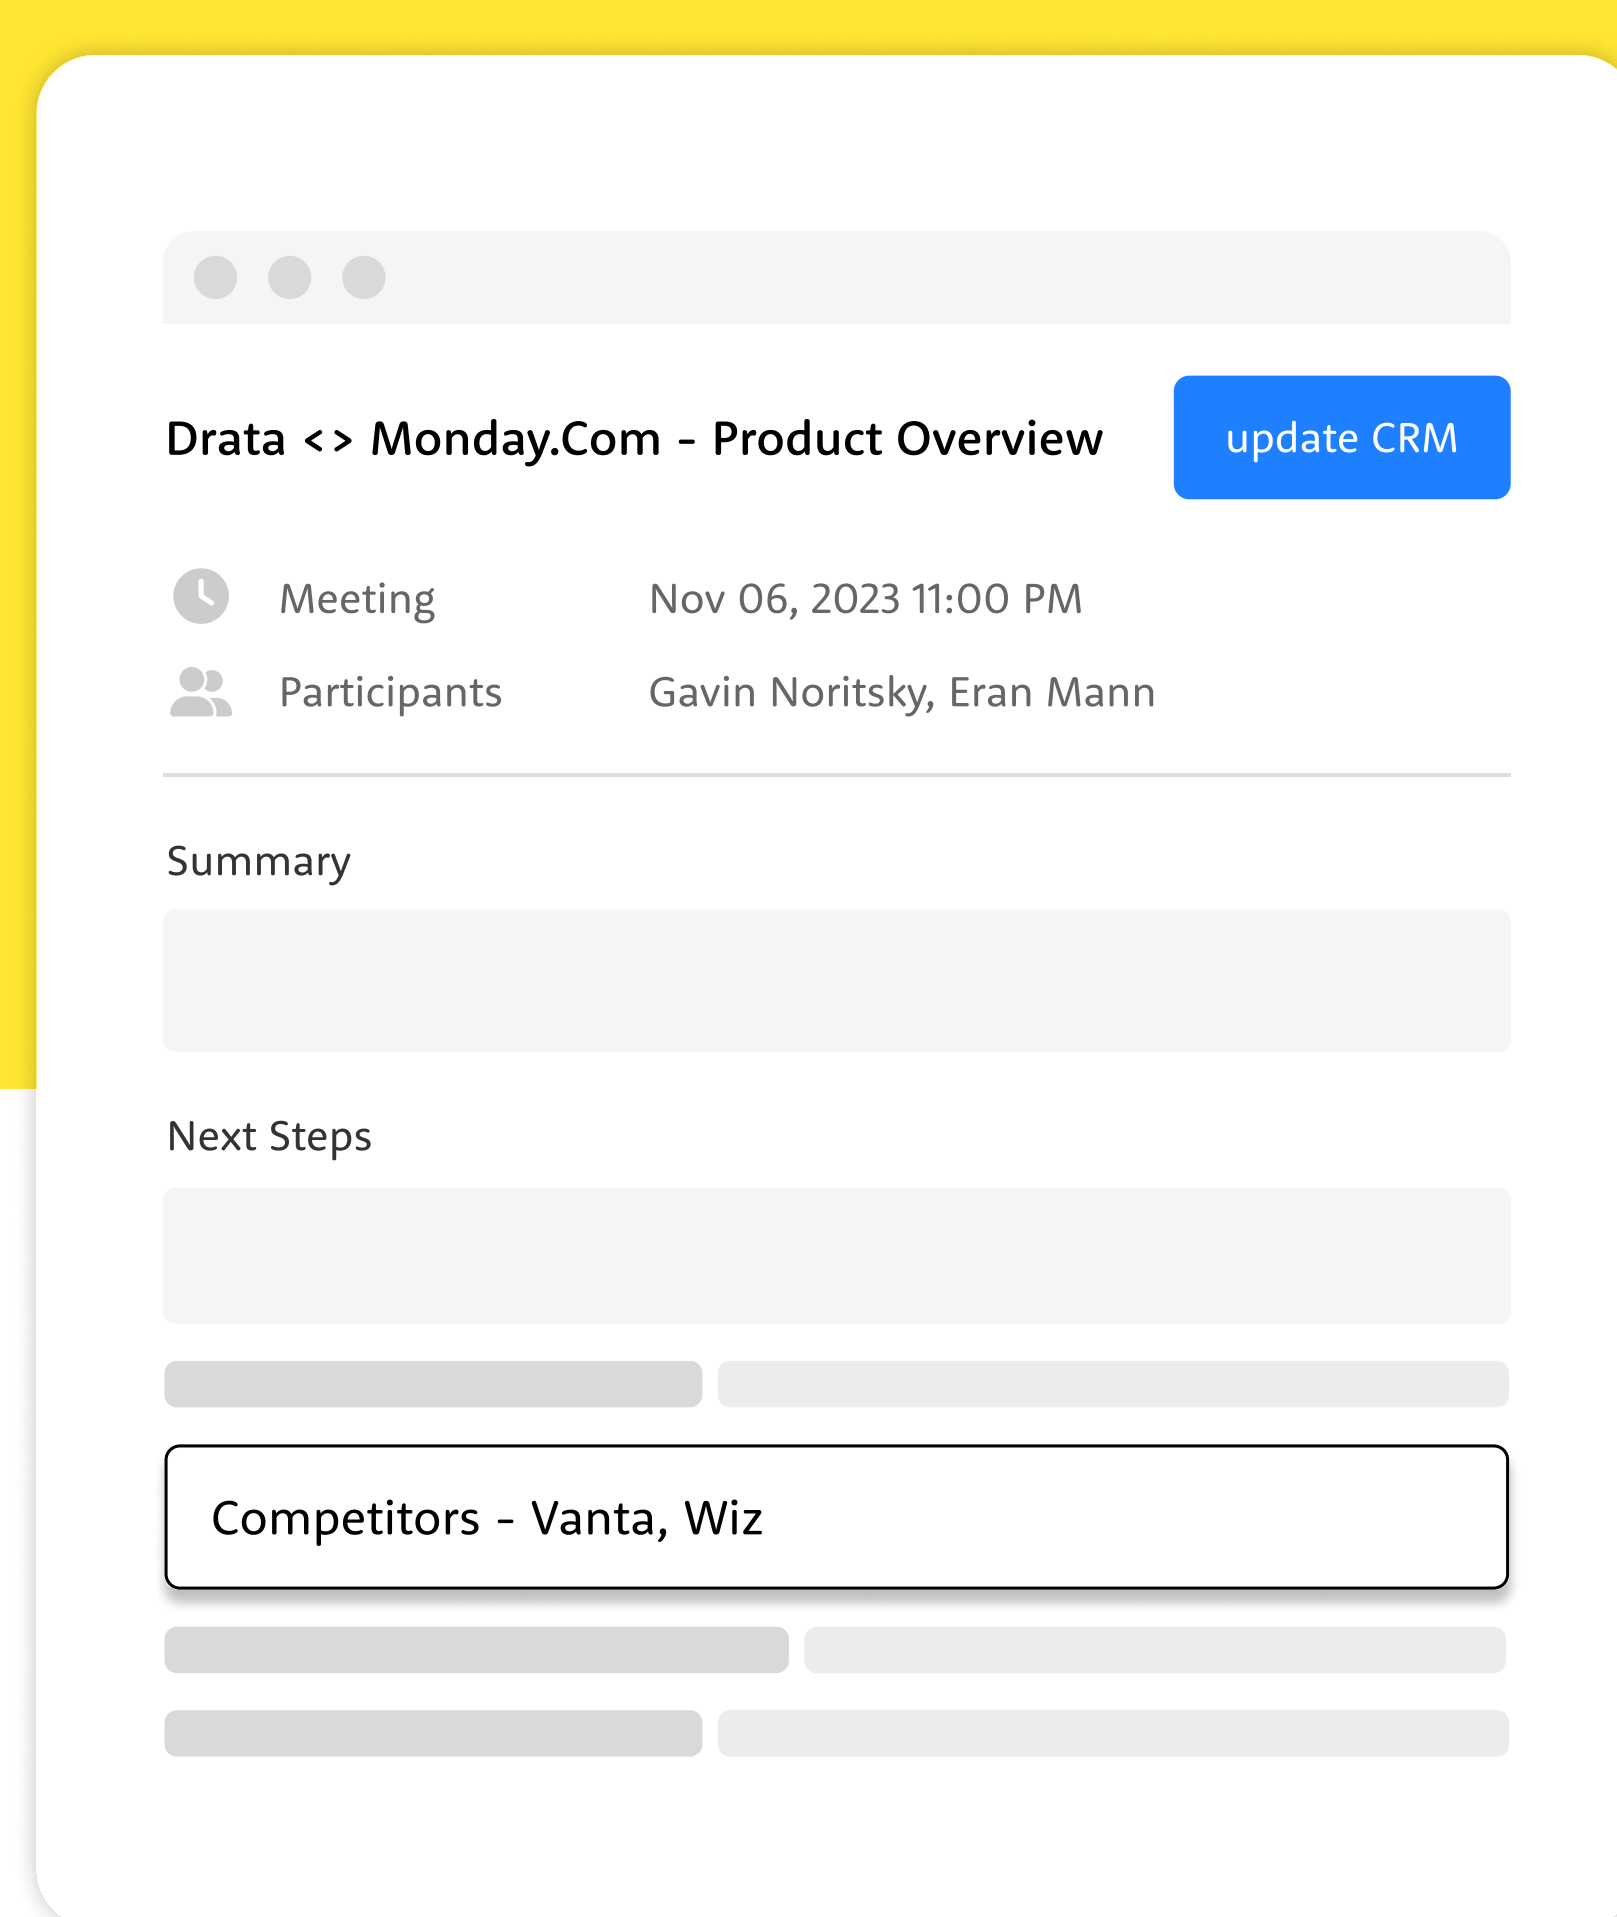 Drata <> Monday.Com - Product Overview
update CRM
Meeting Nov 06, 2023 11:00 PM
Participants Gavin Noritsky, Eran Mann
Summary
Next Steps
Competitors - Vanta, Wiz